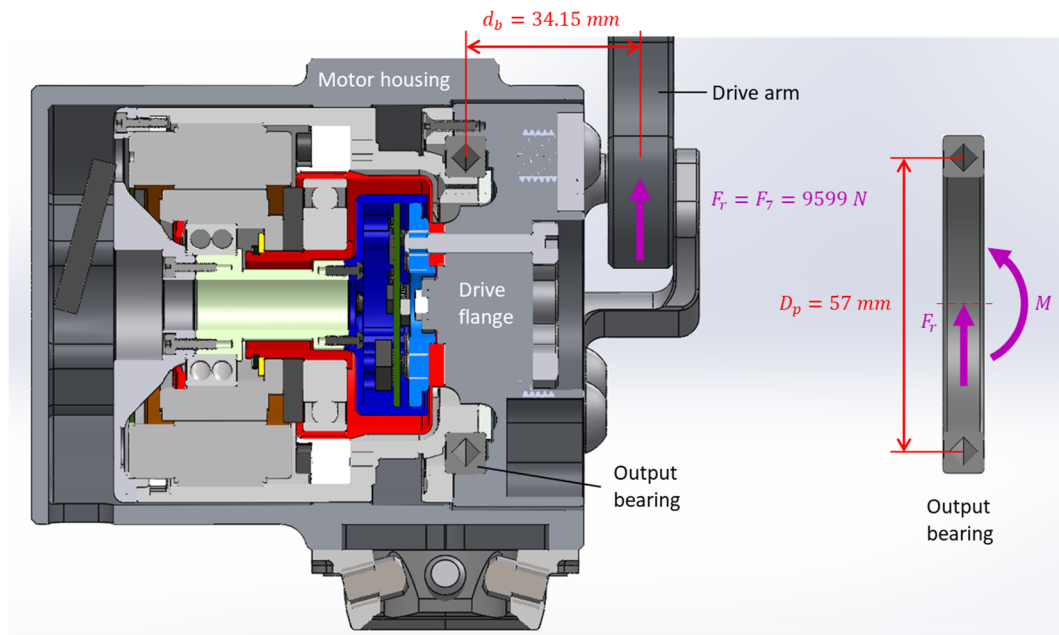 d_b = 34.15 mm
Motor housing
Drive arm
F_r = F_7 = 9599 N
Drive
flange
D_p = 57 mm
F_r
M
Output
bearing
Output
bearing